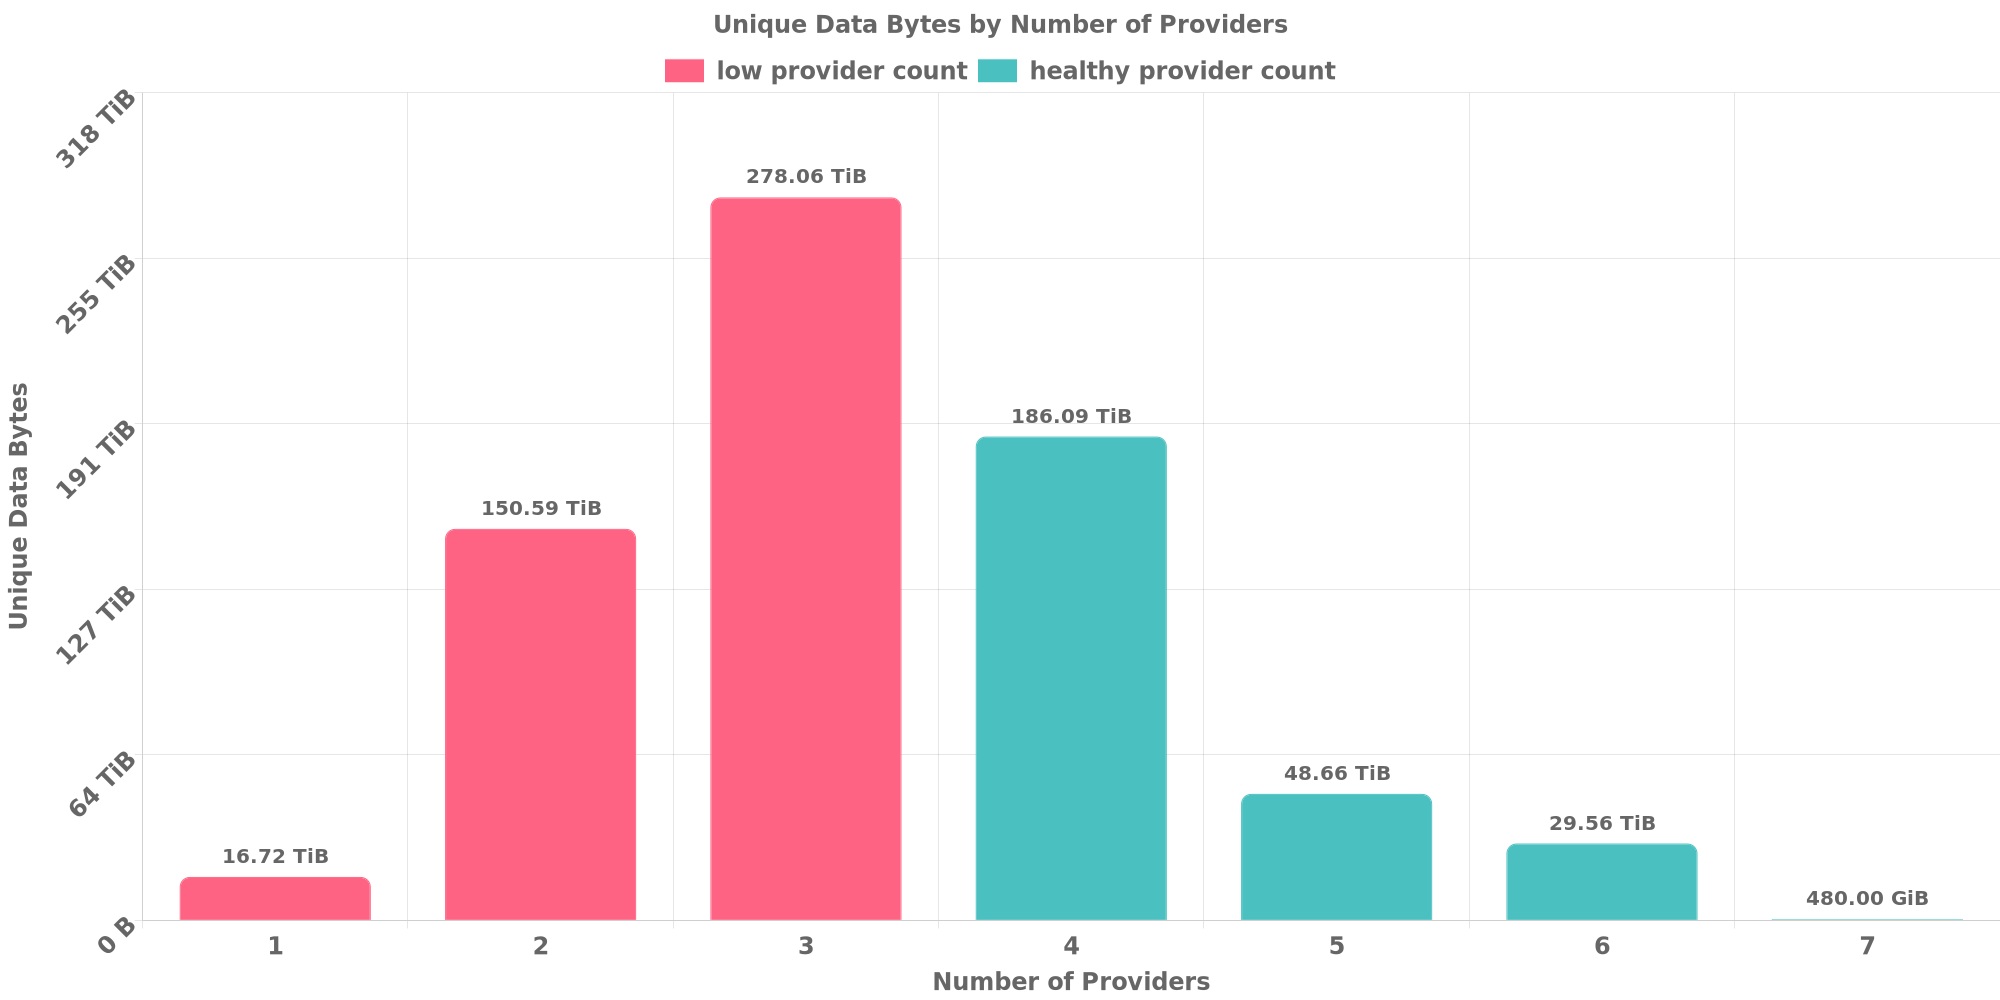 Unique Data Bytes by Number of Providers
low provider count healthy provider count
318 TiB
255 TiB
191 TiB
127 TiB
64 TiB
0 B
Unique Data Bytes
16.72 TiB
150.59 TiB
278.06 TiB
186.09 TiB
48.66 TiB
29.56 TiB
480.00 GiB
1 2 3 4 5 6 7
Number of Providers